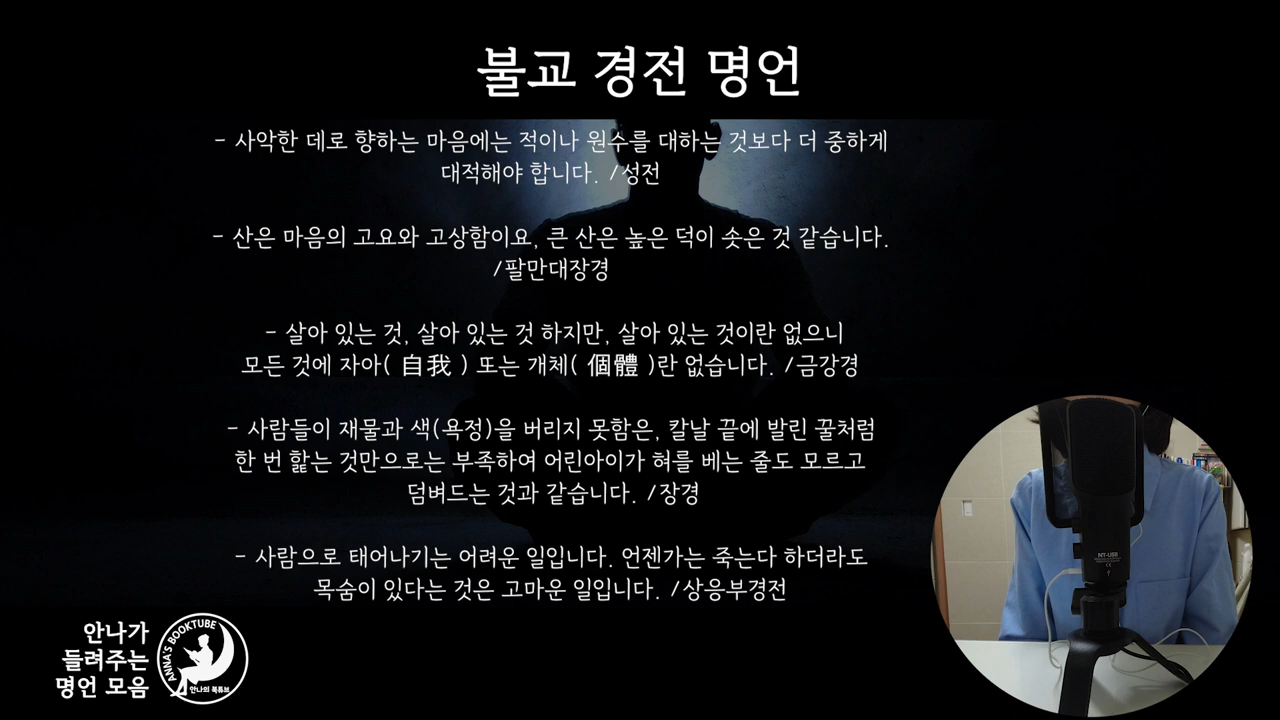 불교 경전 명언
- 사악한 데로 향하는 마음에는 적이나 원수를 대하는 것보다 더 중하게
대적해야 합니다. /성전
- 산은 마음의 고요와 고상함이요, 큰 산은 높은 덕이 솟은 것 같습니다.
/팔만대장경
- 살아 있는 것, 살아 있는 것 하지만, 살아 있는 것이란 없으니
모든 것에 자아( 自我 ) 또는 개체( 個體 )란 없습니다. /금강경
- 사람들이 재물과 색(욕정)을 버리지 못함은, 칼날 끝에 발린 꿀처럼
한 번 핥는 것만으로는 부족하여 어린아이가 혀를 베는 줄도 모르고
덤벼드는 것과 같습니다. /장경
- 사람으로 태어나기는 어려운 일입니다. 언젠가는 죽는다 하더라도
목숨이 있다는 것은 고마운 일입니다. /상응부경전
안나가
들려주는
명언 모음
ANNA'S BOOKTUBE
안나의 북튜브
NT-USB